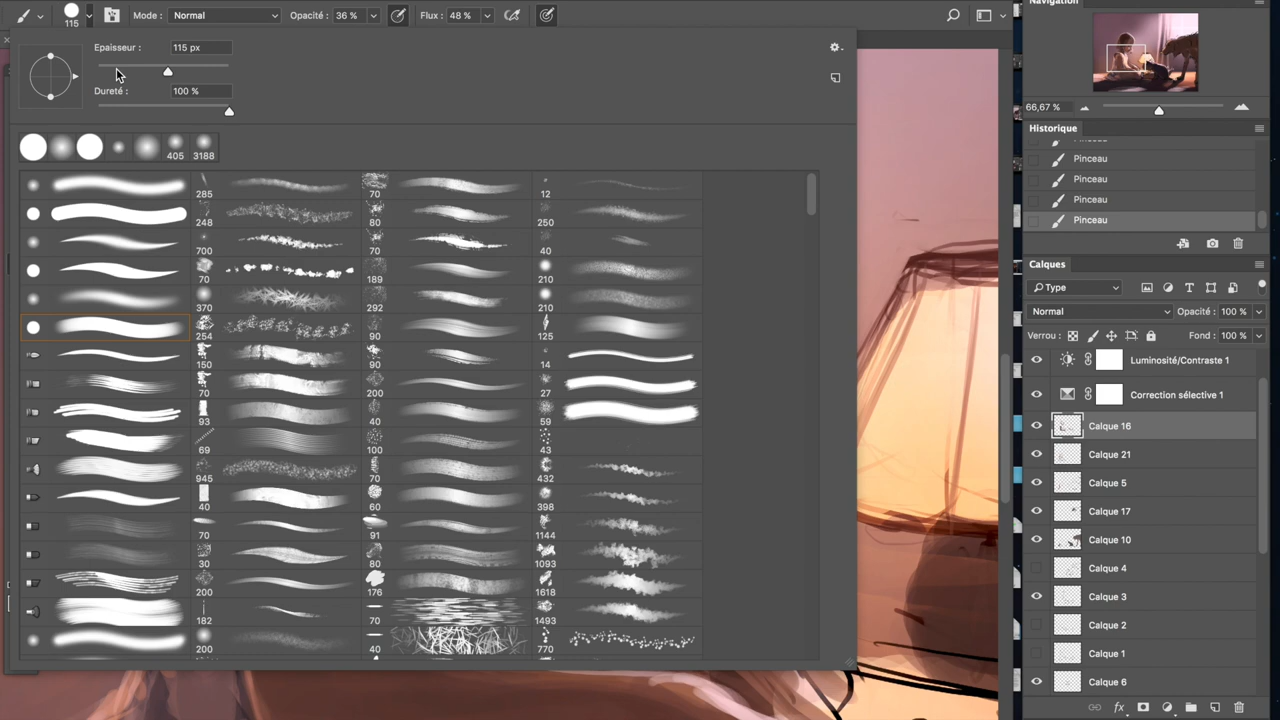 115
Mode : Normal
Opacité : 36 %
Flux : 48 %
Epaisseur : 115 px
Dureté : 100 %
405 3188
285 70 12
248 80 250
700 70 40
70 189 210
370 292 210
254 90 125
150 90 14
70 200 27
93 40 59
69 100 43
945 70 432
40 60 398
70 91 1144
30 80 1093
200 176 1618
182 70 1493
200 40 770
Navigation
66,67 %
Historique
Pinceau
Pinceau
Pinceau
Pinceau
Calques
Type
Normal Opacité : 100 %
Verrou : Fond : 100 %
Luminosité/Contraste 1
Correction sélective 1
Calque 16
Calque 21
Calque 5
Calque 17
Calque 10
Calque 4
Calque 3
Calque 2
Calque 1
Calque 6
fx